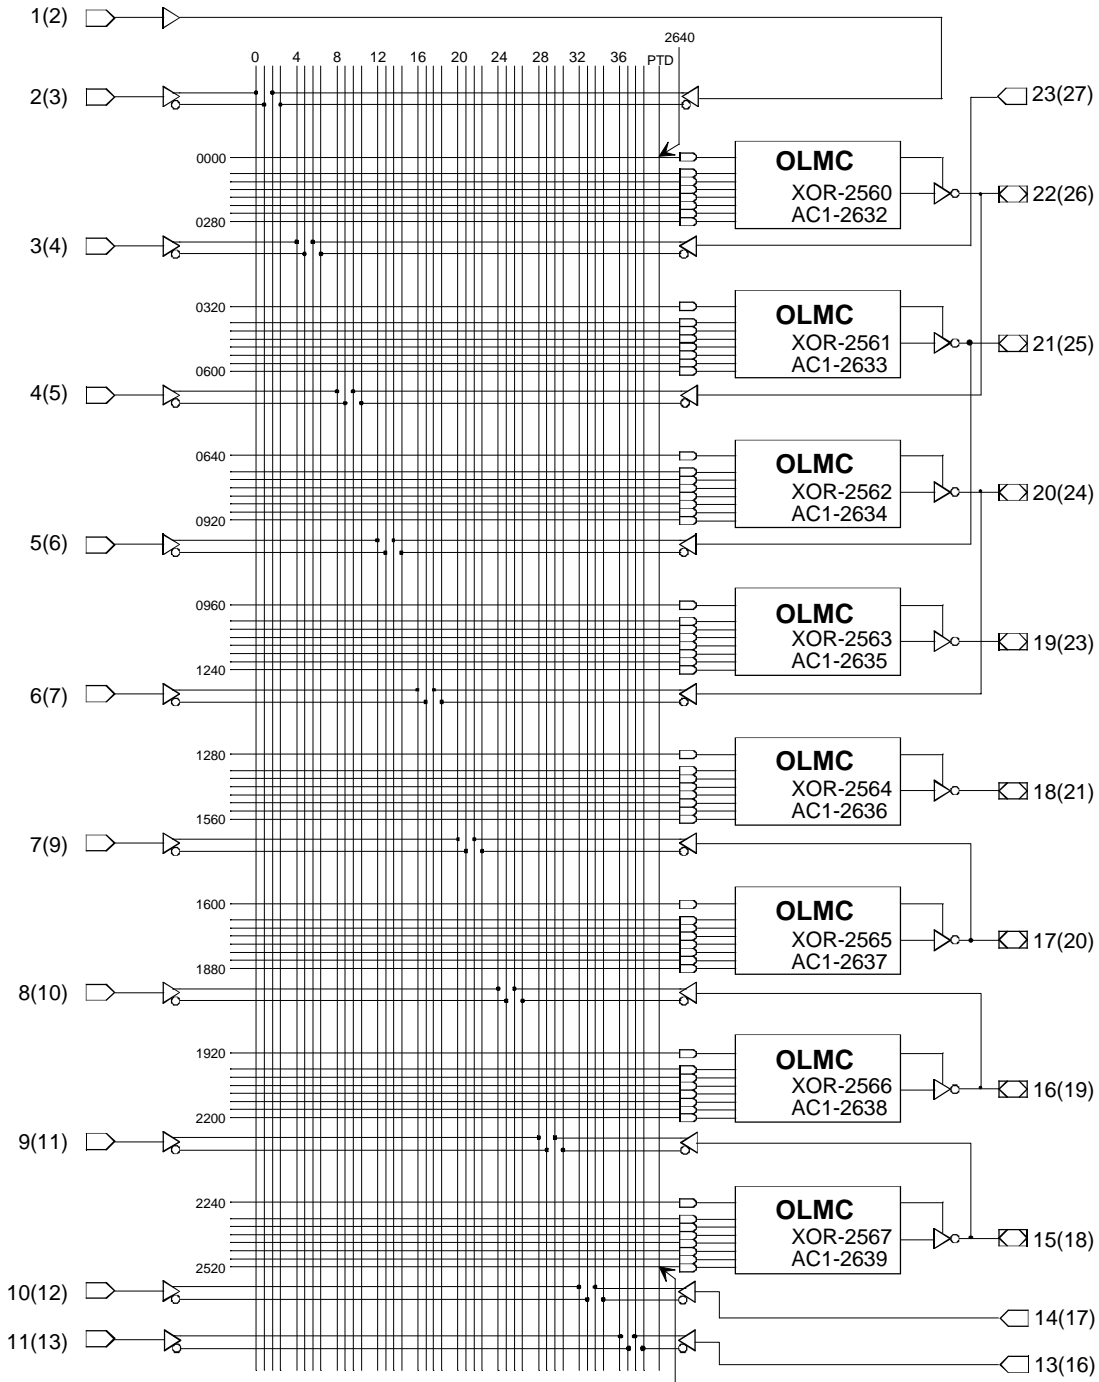 1(2)
2640
0 4 8 12 16 20 24 28 32 36 PTD
2(3)
23(27)
0000
OLMC
XOR-2560
AC1-2632
22(26)
0280
3(4)
0320
OLMC
XOR-2561
AC1-2633
21(25)
0600
4(5)
0640
OLMC
XOR-2562
AC1-2634
20(24)
0920
5(6)
0960
OLMC
XOR-2563
AC1-2635
19(23)
1240
6(7)
1280
OLMC
XOR-2564
AC1-2636
18(21)
1560
7(9)
1600
OLMC
XOR-2565
AC1-2637
17(20)
1880
8(10)
1920
OLMC
XOR-2566
AC1-2638
16(19)
2200
9(11)
2240
OLMC
XOR-2567
AC1-2639
15(18)
2520
10(12)
14(17)
11(13)
13(16)